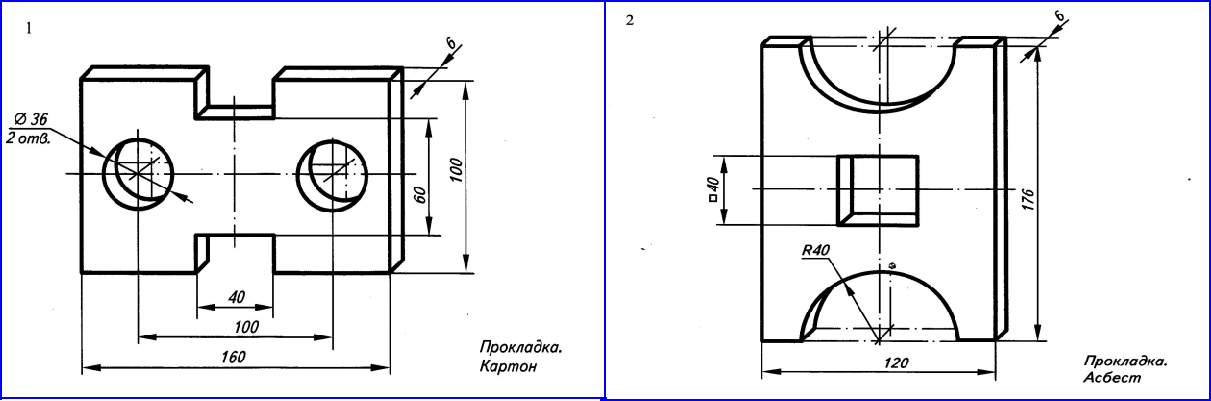 1
6
Ø 36
2 отв.
100
60
40
100
160
Прокладка.
Картон
2
6
□40
176
R40
120
Прокладка.
Асбест